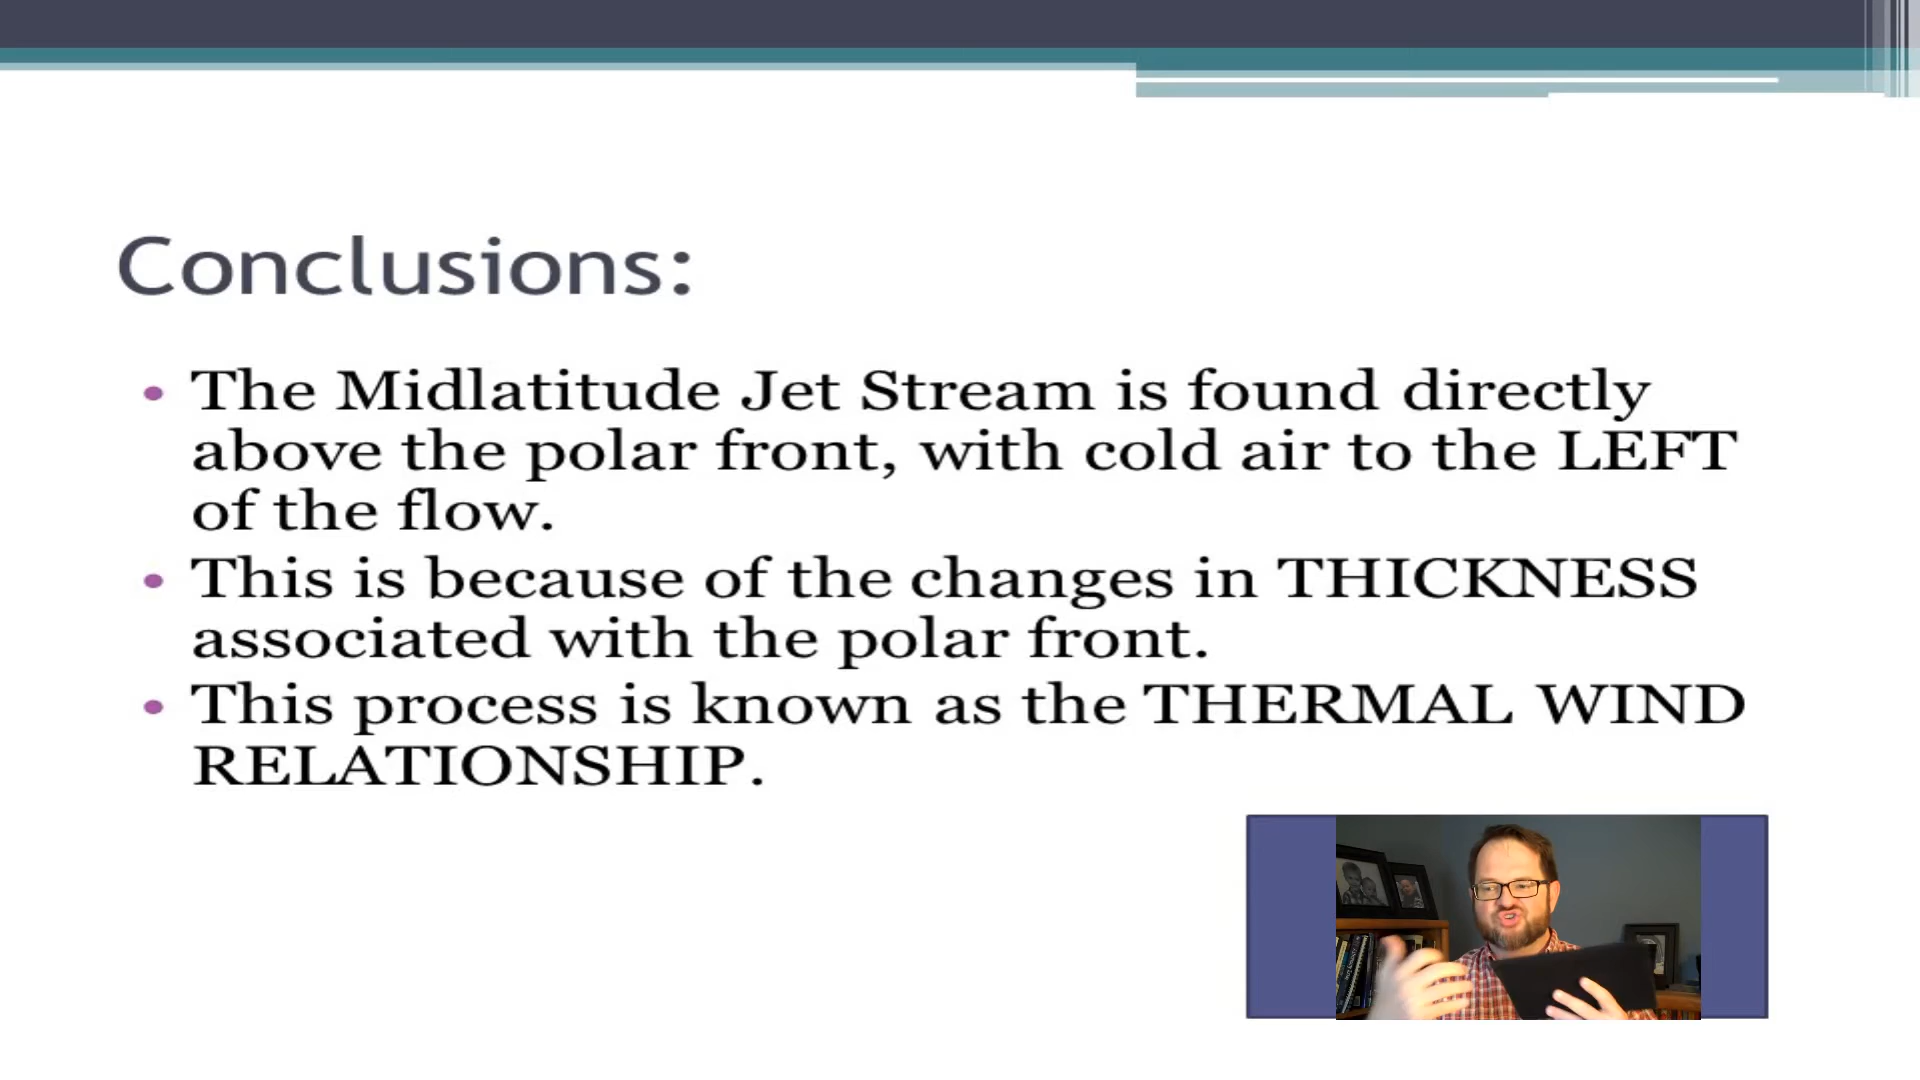 Conclusions:
• The Midlatitude Jet Stream is found directly
above the polar front, with cold air to the LEFT
of the flow.
• This is because of the changes in THICKNESS
associated with the polar front.
• This process is known as the THERMAL WIND
RELATIONSHIP.